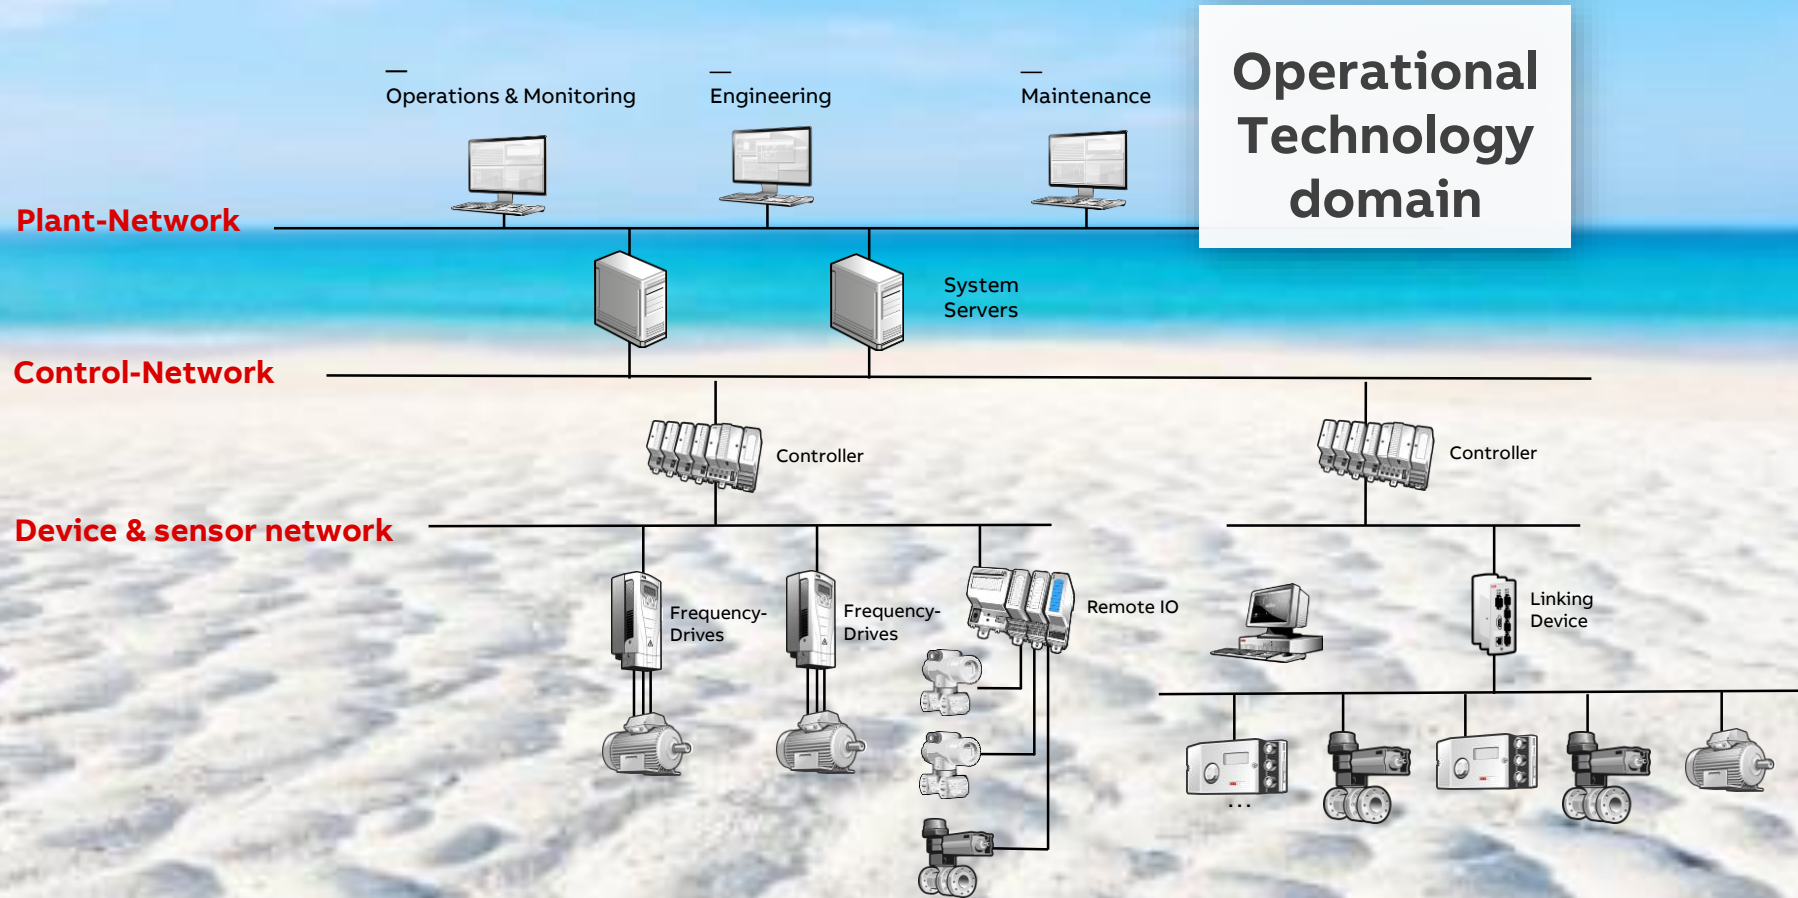 Operational
Technology
domain
Operations & Monitoring
Engineering
Maintenance
Plant-Network
System
Servers
Control-Network
Controller
Controller
Device & sensor network
Frequency-
Drives
Frequency-
Drives
Remote IO
Linking
Device
...